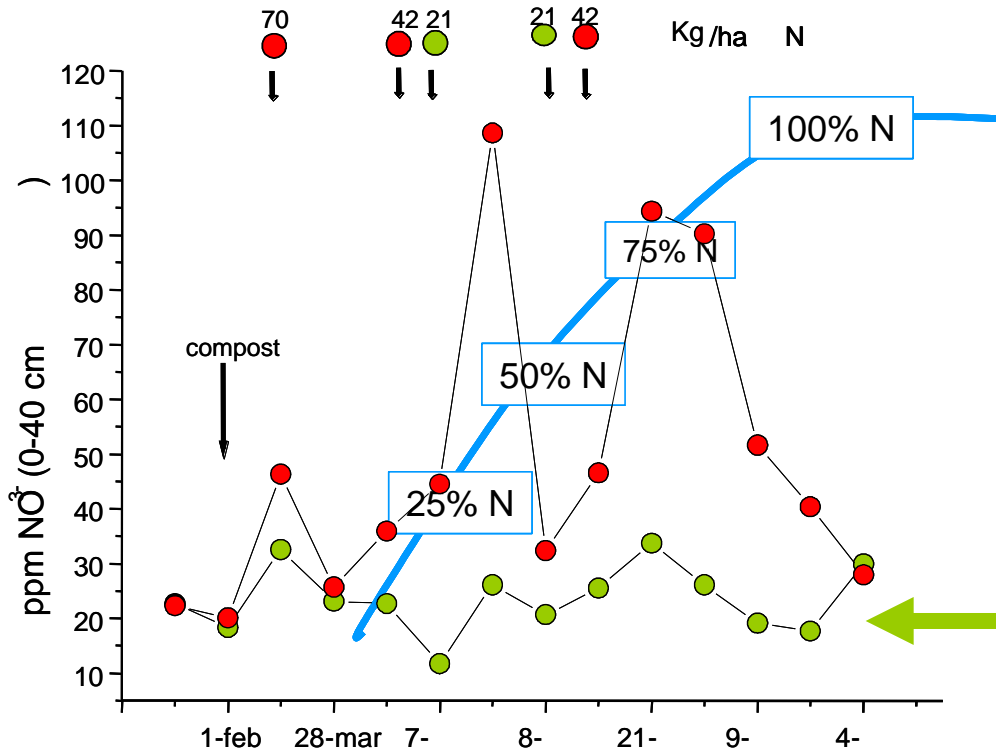 70
42 21
21 42
Kg/ha N
120
110
100
90
80
70
60
50
40
30
20
10
ppm NO3- (0-40 cm )
compost
100% N
75% N
50% N
25% N
1-feb 28-mar 7- 8- 21- 9- 4-